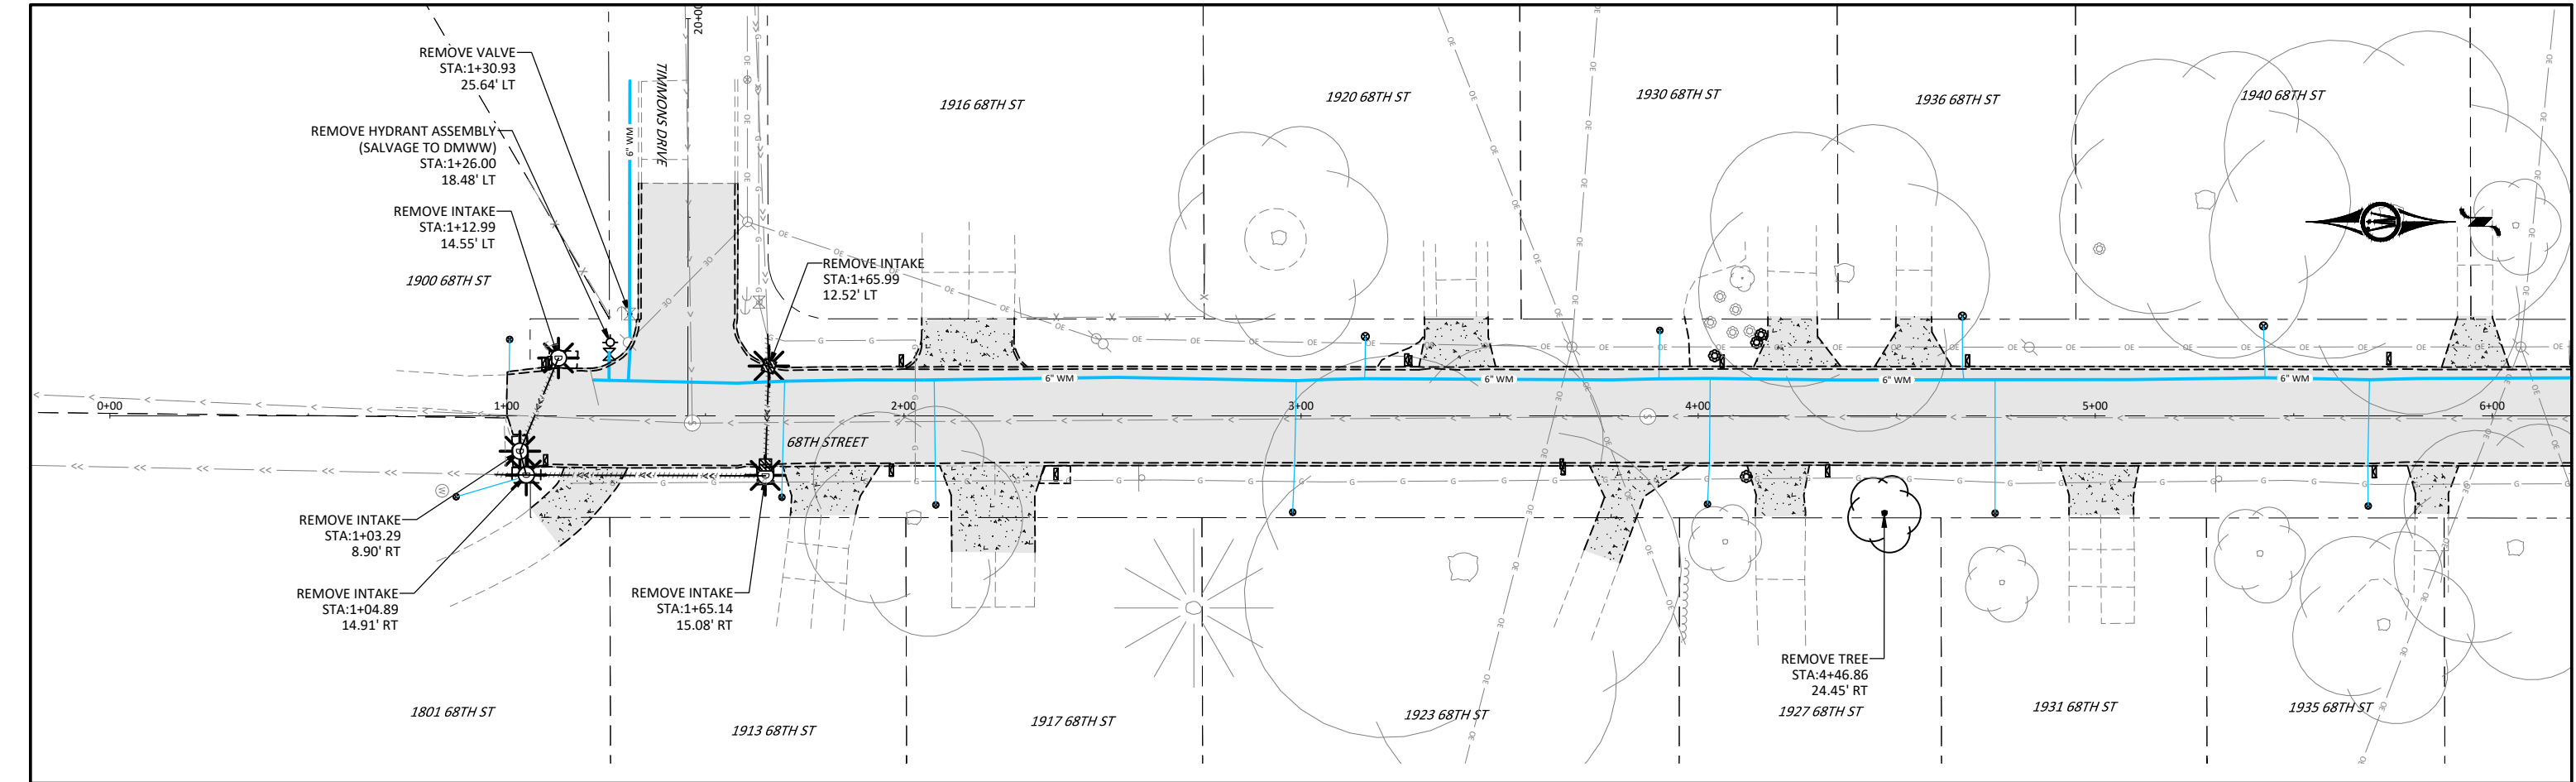 REMOVE VALVE
STA:1+30.93
25.64' LT
REMOVE HYDRANT ASSEMBLY
(SALVAGE TO DMWW)
STA:1+26.00
18.48' LT
REMOVE INTAKE
STA:1+12.99
14.55' LT
1900 68TH ST
6" WM
TIMMONS DRIVE
20+00
REMOVE INTAKE
STA:1+65.99
12.52' LT
1916 68TH ST
1920 68TH ST
1930 68TH ST
1936 68TH ST
1940 68TH ST
6" WM
6" WM
6" WM
6" WM
0+00
1+00
2+00
3+00
4+00
5+00
6+00
68TH STREET
REMOVE INTAKE
STA:1+03.29
8.90' RT
REMOVE INTAKE
STA:1+04.89
14.91' RT
REMOVE INTAKE
STA:1+65.14
15.08' RT
REMOVE TREE
STA:4+46.86
24.45' RT
1801 68TH ST
1913 68TH ST
1917 68TH ST
1923 68TH ST
1927 68TH ST
1931 68TH ST
1935 68TH ST